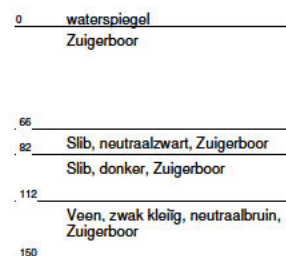 0 waterspiegel
Zuigerboor
66
Slib, neutraalzwart, Zuigerboor
82
Slib, donker, Zuigerboor
112
Veen, zwak kleiïg, neutraalbruin,
Zuigerboor
150